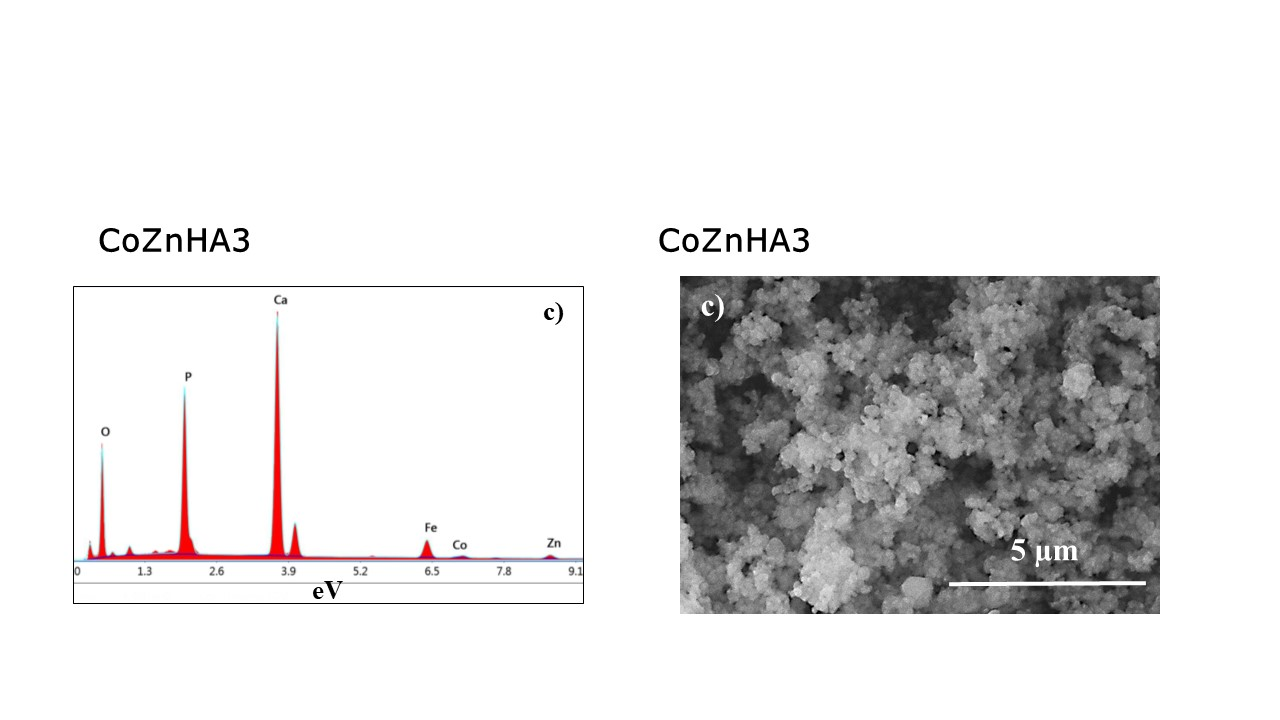 CoZnHA3
CoZnHA3
Ca
c)
P
O
Fe
Co
Zn
0 1.3 2.6 3.9 5.2 6.5 7.8 9.1
eV
c)
5 µm